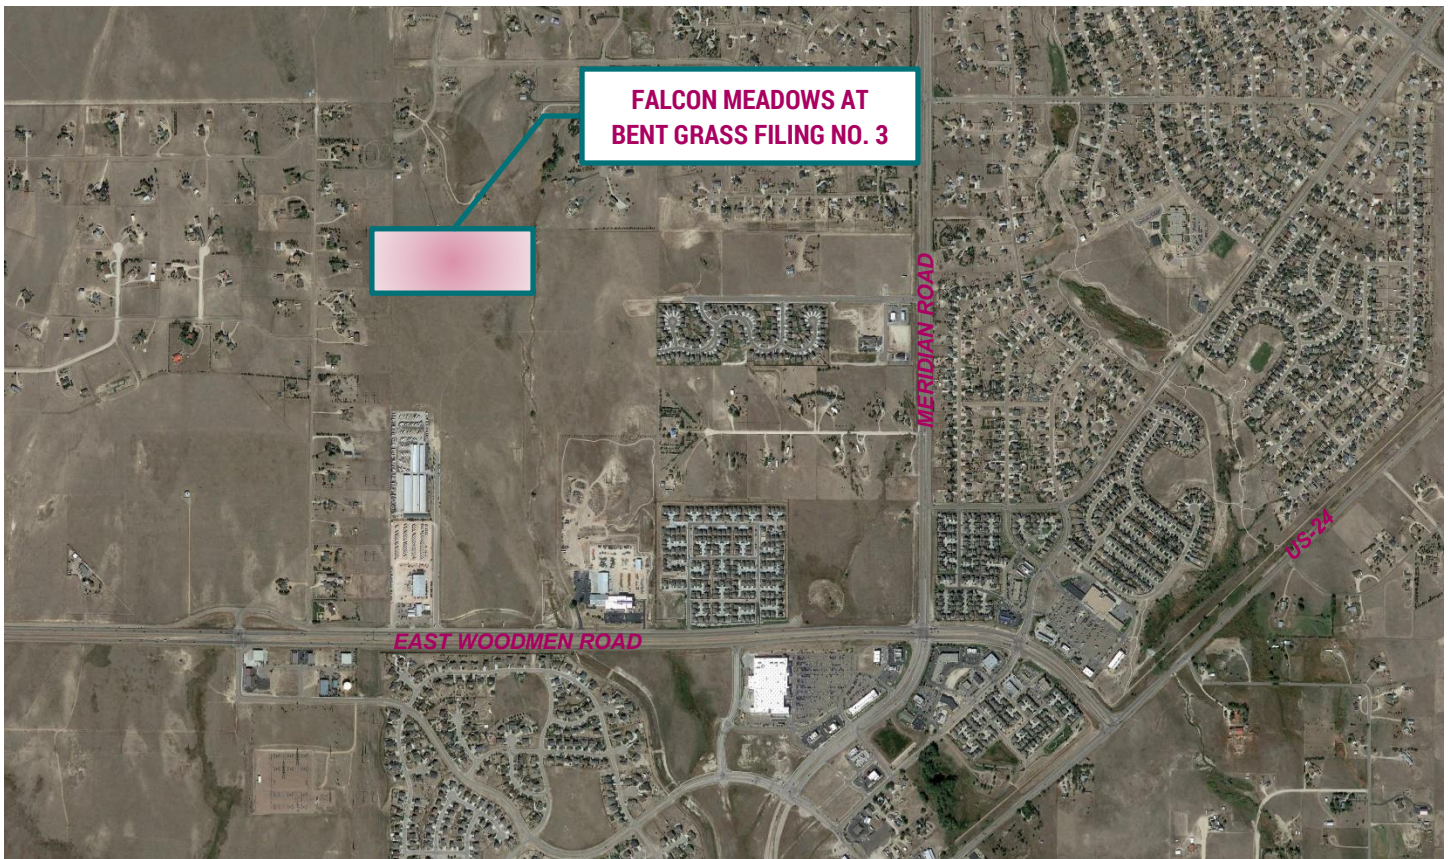 FALCON MEADOWS AT
BENT GRASS FILING NO. 3
MERIDIAN ROAD
US-24
EAST WOODMEN ROAD